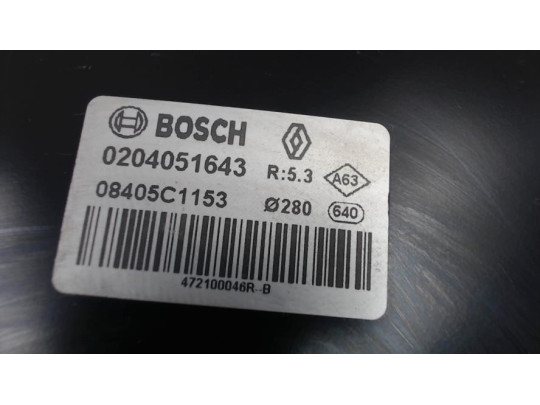 BOSCH
0204051643 R:5.3 A63
08405C1153 Ø280 640
472100046R--B